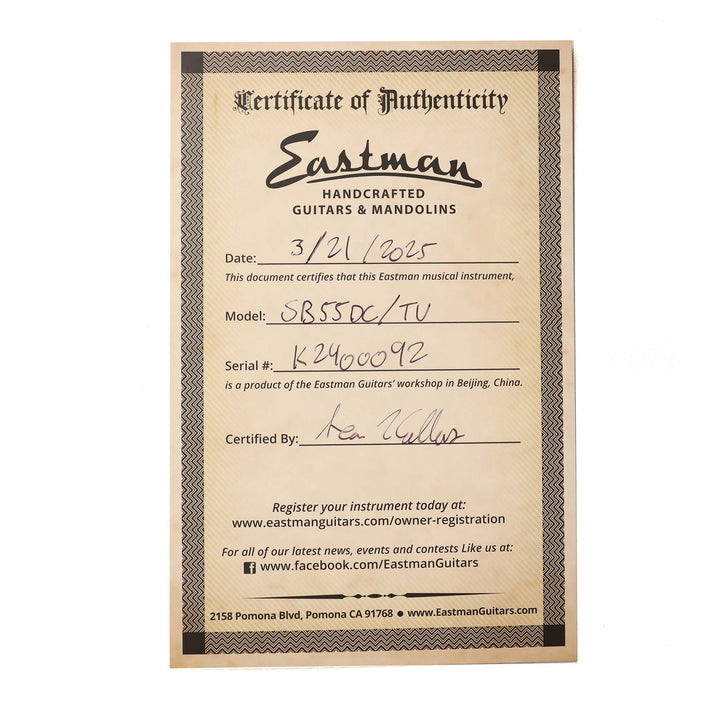 Certificate of Authenticity
Eastman
HANDCRAFTED
GUITARS & MANDOLINS
Date: 3/21/2025
This document certifies that this Eastman musical instrument,
Model: SB55DC/TV
Serial #: K2400092
is a product of the Eastman Guitars' workshop in Beijing, China.
Certified By:
Register your instrument today at:
www.eastmanguitars.com/owner-registration
For all of our latest news, events and contests Like us at:
f www.facebook.com/EastmanGuitars
2158 Pomona Blvd, Pomona CA 91768 ● www.EastmanGuitars.com